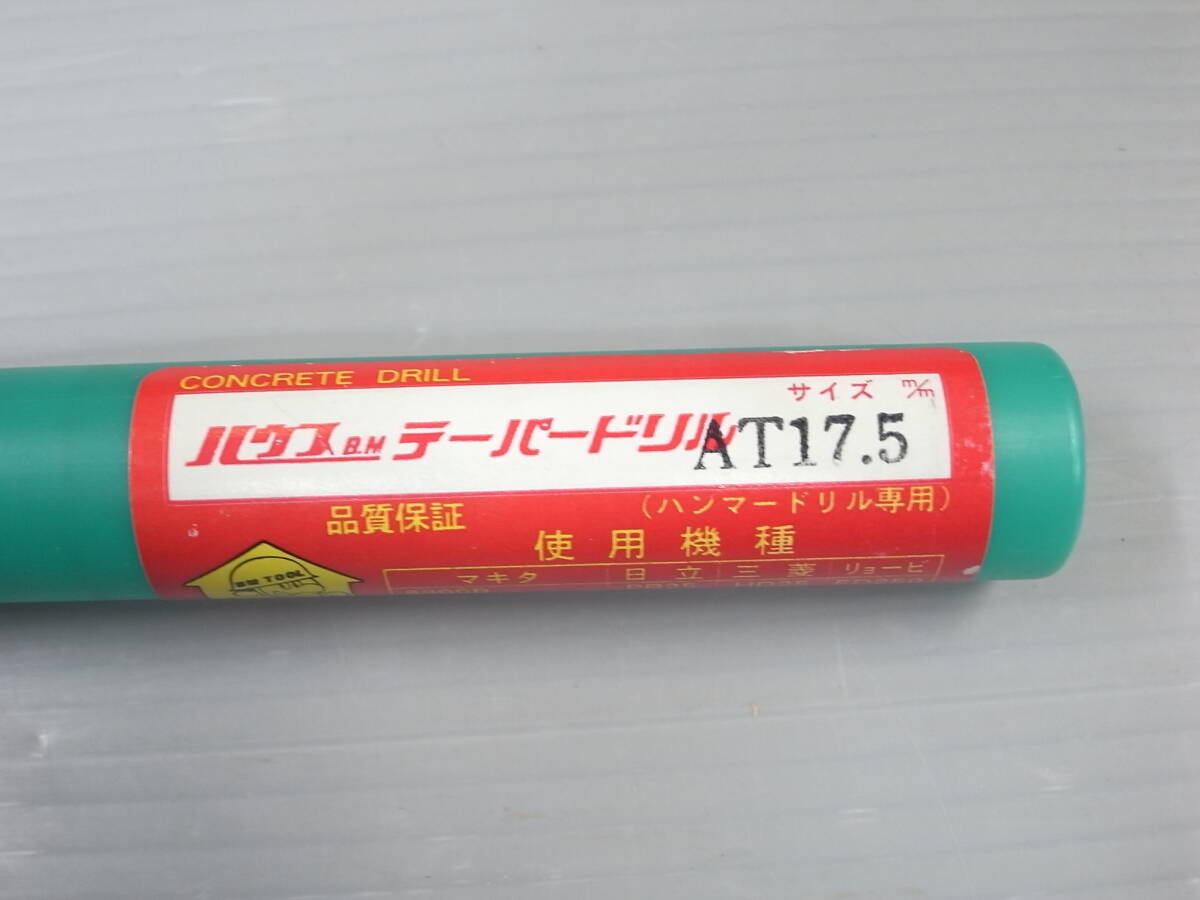 CONCRETE DRILL
サイズ m/m
ハウスB.M テーパードリル AT17.5
品質保証 (ハンマードリル専用)
使用機種
BM TOOL
マキタ 日立 三菱 リョービ